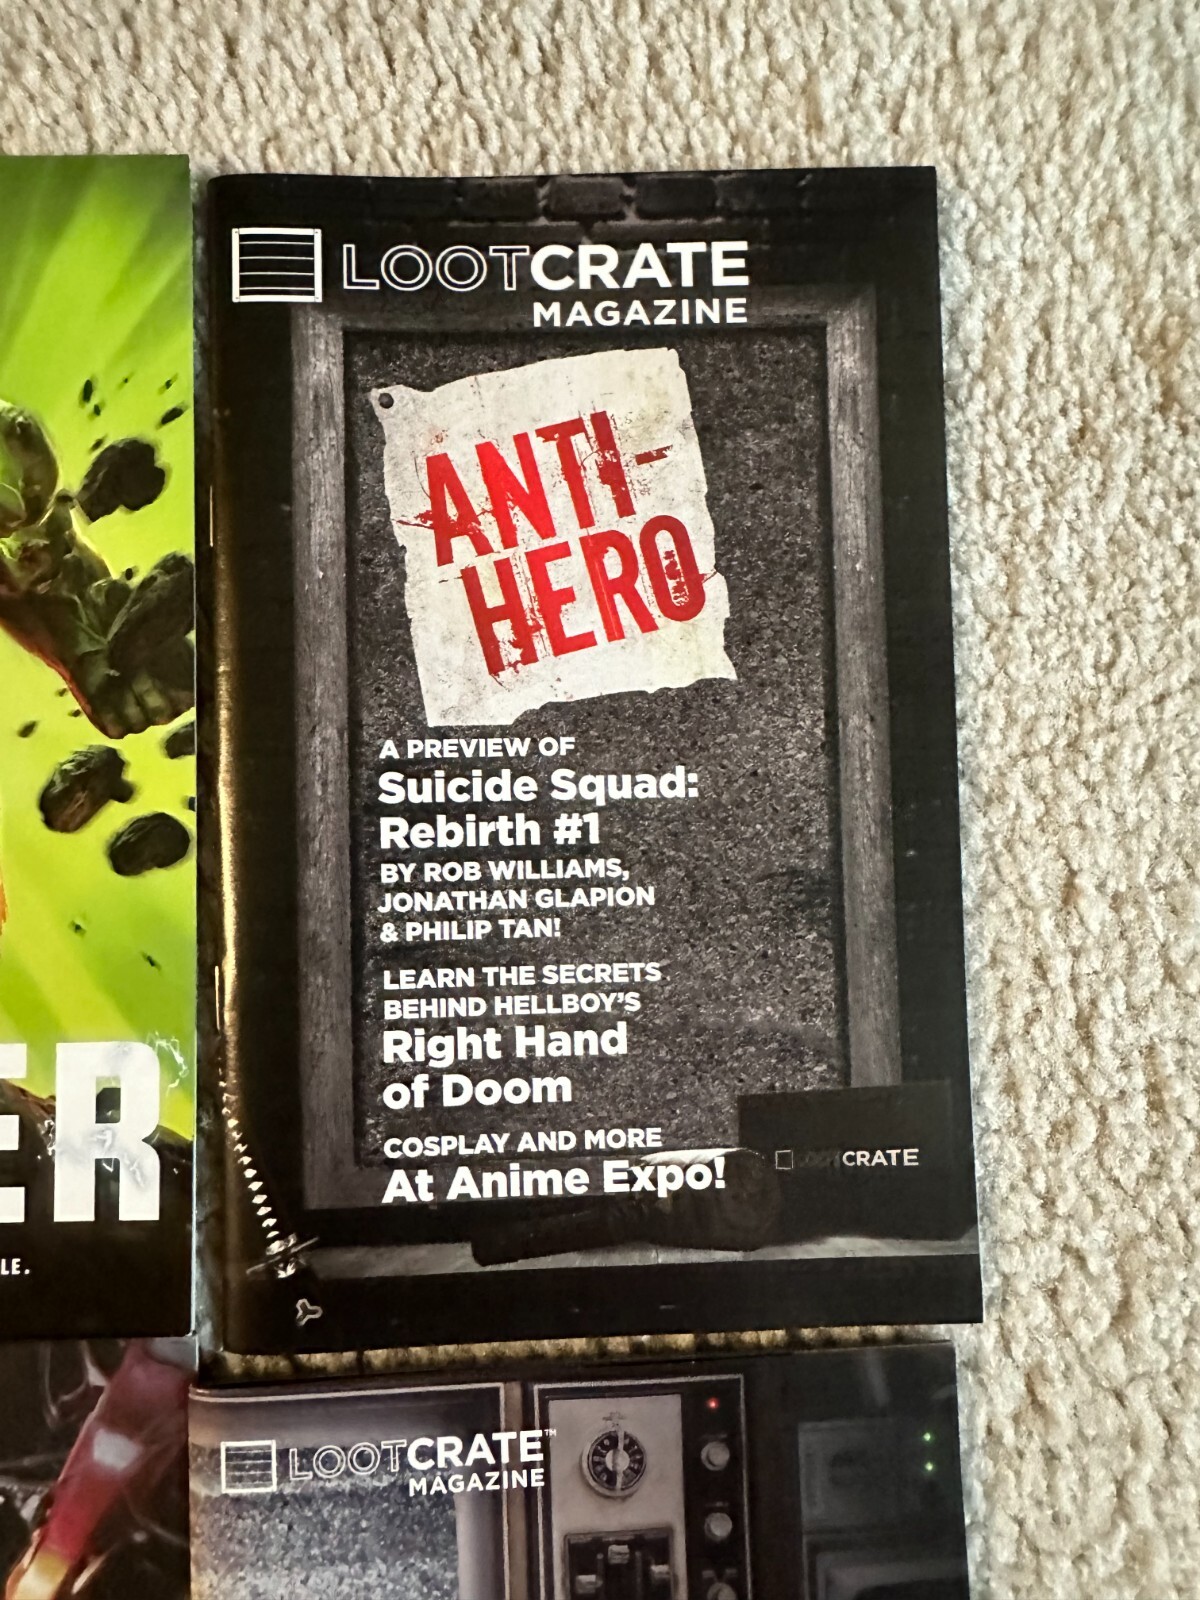 LOOTCRATE
MAGAZINE
ANTI-
HERO
A PREVIEW OF
Suicide Squad:
Rebirth #1
BY ROB WILLIAMS,
JONATHAN GLAPION
& PHILIP TAN!
LEARN THE SECRETS
BEHIND HELLBOY'S
Right Hand
of Doom
COSPLAY AND MORE
At Anime Expo!
LOOTCRATE
ER
LE.
LOOTCRATE™
MAGAZINE